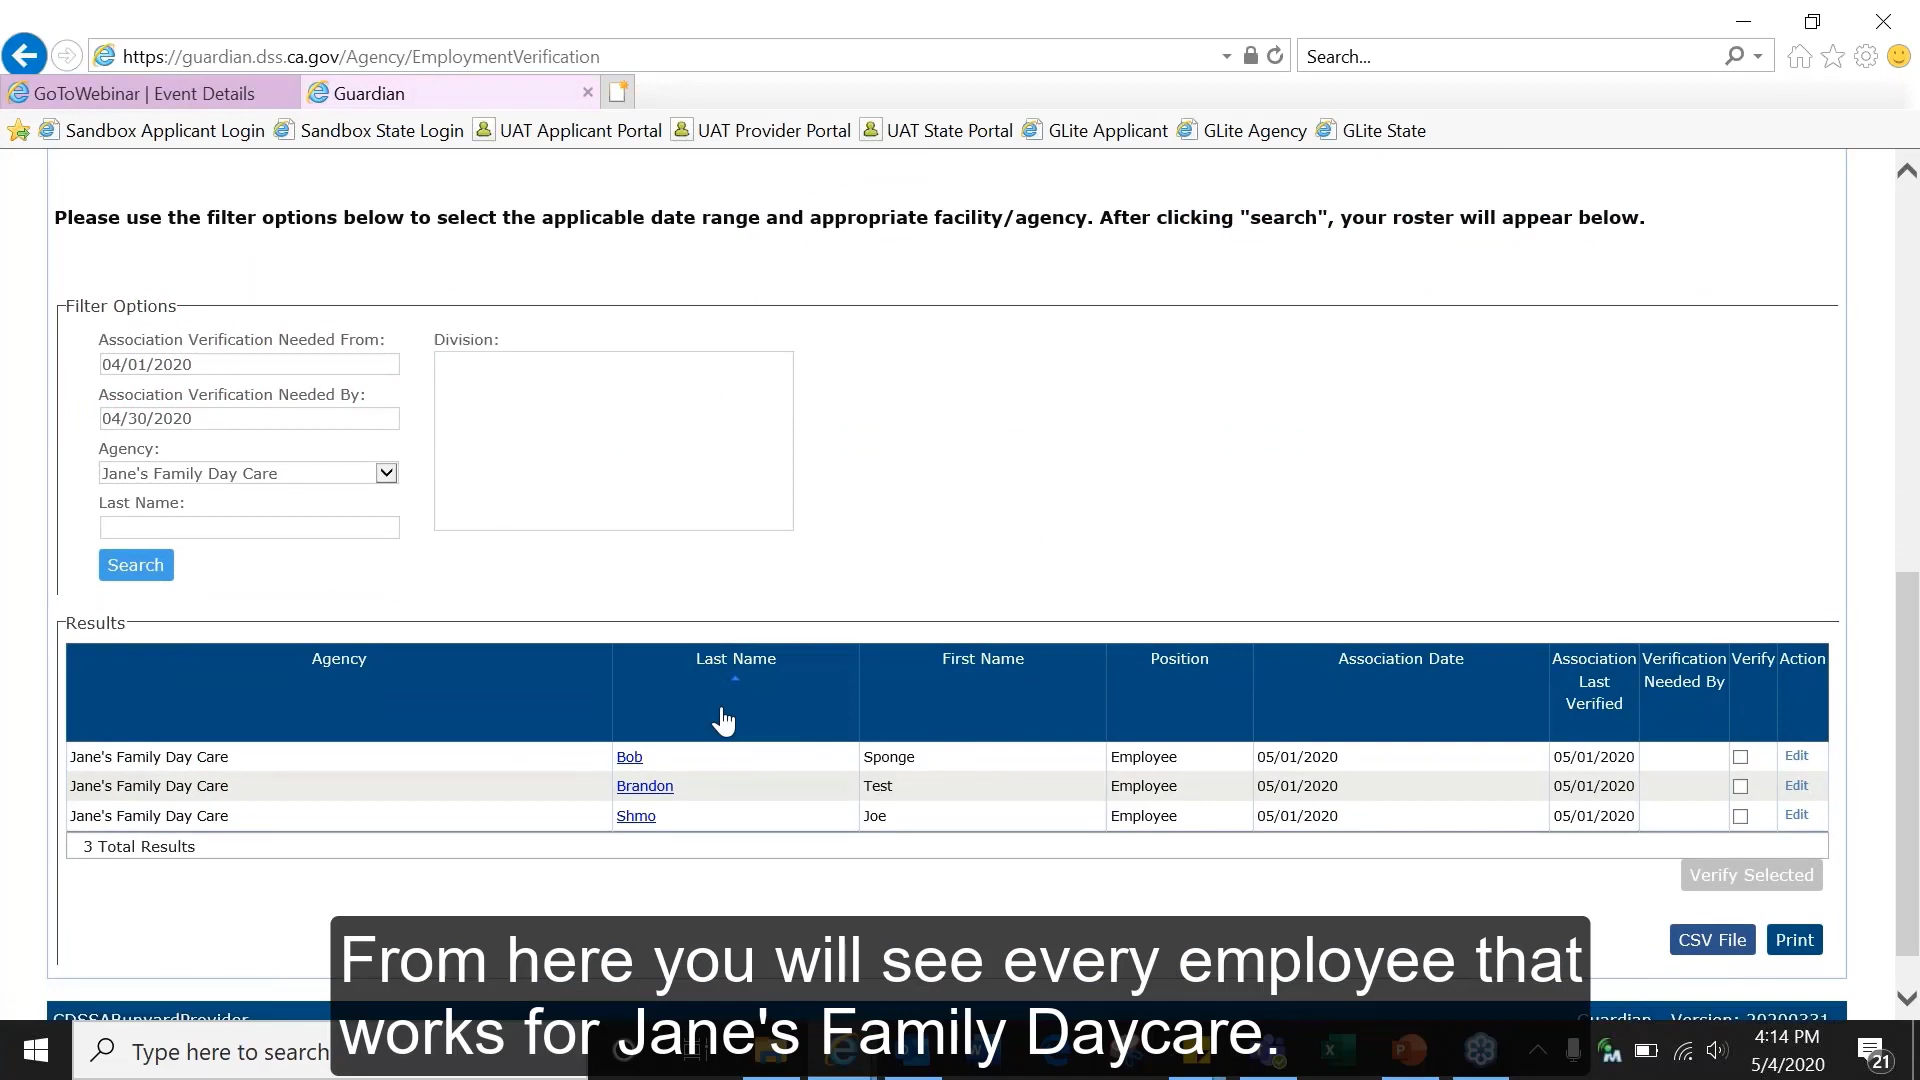 https://guardian.dss.ca.gov/Agency/EmploymentVerification
Search...
GoToWebinar | Event Details
Guardian
Sandbox Applicant Login
Sandbox State Login
UAT Applicant Portal
UAT Provider Portal
UAT State Portal
GLite Applicant
GLite Agency
GLite State
Please use the filter options below to select the applicable date range and appropriate facility/agency. After clicking "search", your roster will appear below.
Filter Options
Association Verification Needed From:
04/01/2020
Association Verification Needed By:
04/30/2020
Agency:
Jane's Family Day Care
Last Name:
Division:
Search
Results
Agency Last Name First Name Position Association Date Association Last Verified Verification Needed By Verify Action
Jane's Family Day Care Bob Sponge Employee 05/01/2020 05/01/2020 Edit
Jane's Family Day Care Brandon Test Employee 05/01/2020 05/01/2020 Edit
Jane's Family Day Care Shmo Joe Employee 05/01/2020 05/01/2020 Edit
3 Total Results
Verify Selected
CSV File Print
From here you will see every employee that
works for Jane's Family Daycare.
Type here to search
4:14 PM
5/4/2020
21